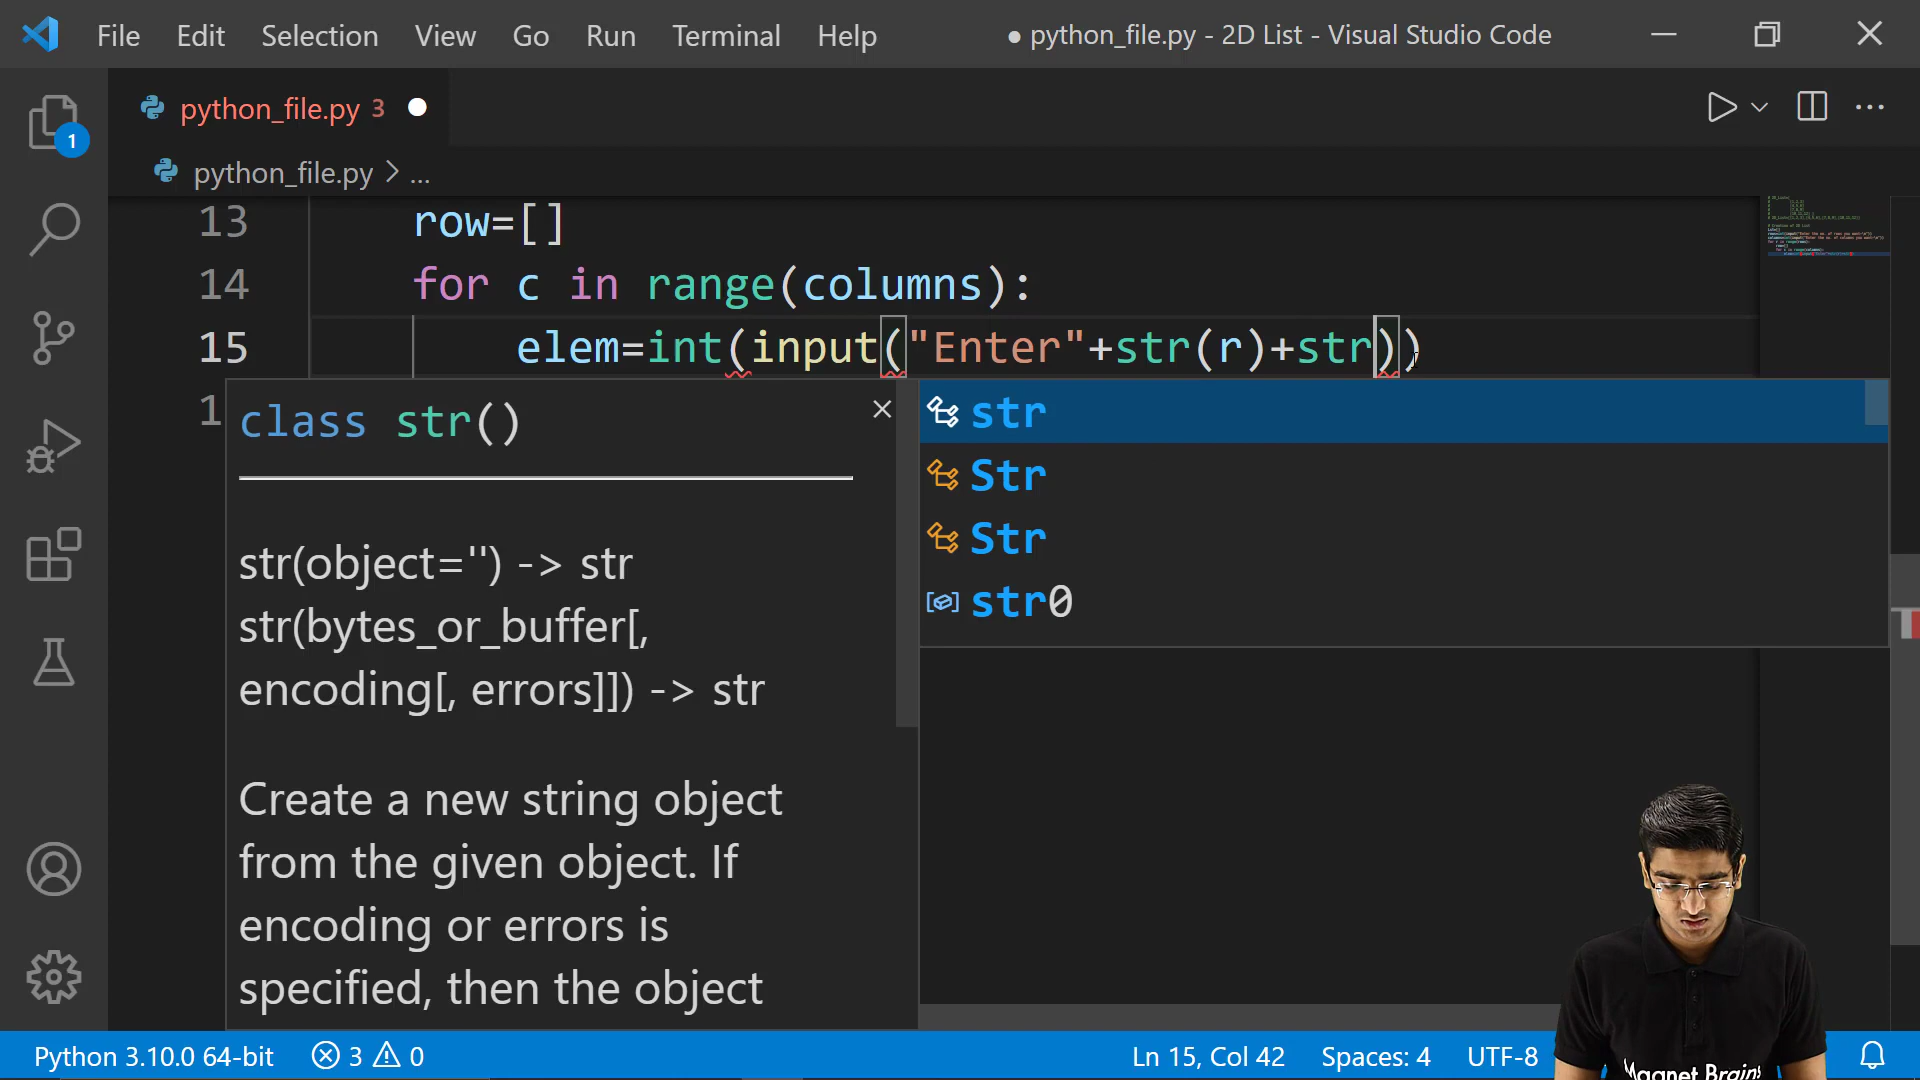 File Edit Selection View Go Run Terminal Help ● python_file.py - 2D List - Visual Studio Code
python_file.py 3
1
python_file.py > ...
13 row=[]
14 for c in range(columns):
15 elem=int(input("Enter"+str(r)+str))
1
class str()
str(object='') -> str
str(bytes_or_buffer[,
encoding[, errors]]) -> str
Create a new string object
from the given object. If
encoding or errors is
specified, then the object
str
Str
Str
str0
Magnet Brains
Python 3.10.0 64-bit 3 0 Ln 15, Col 42 Spaces: 4 UTF-8